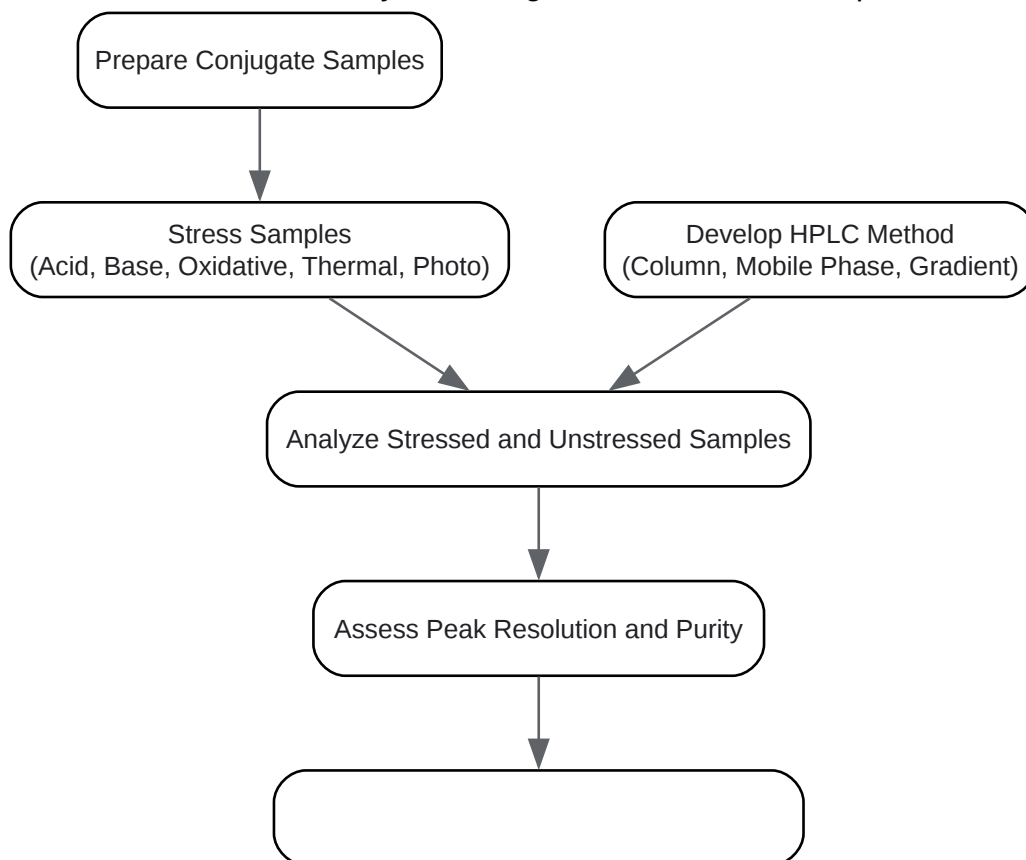 Prepare Conjugate Samples
Stress Samples
(Acid, Base, Oxidative, Thermal, Photo)
Develop HPLC Method
(Column, Mobile Phase, Gradient)
Analyze Stressed and Unstressed Samples
Assess Peak Resolution and Purity